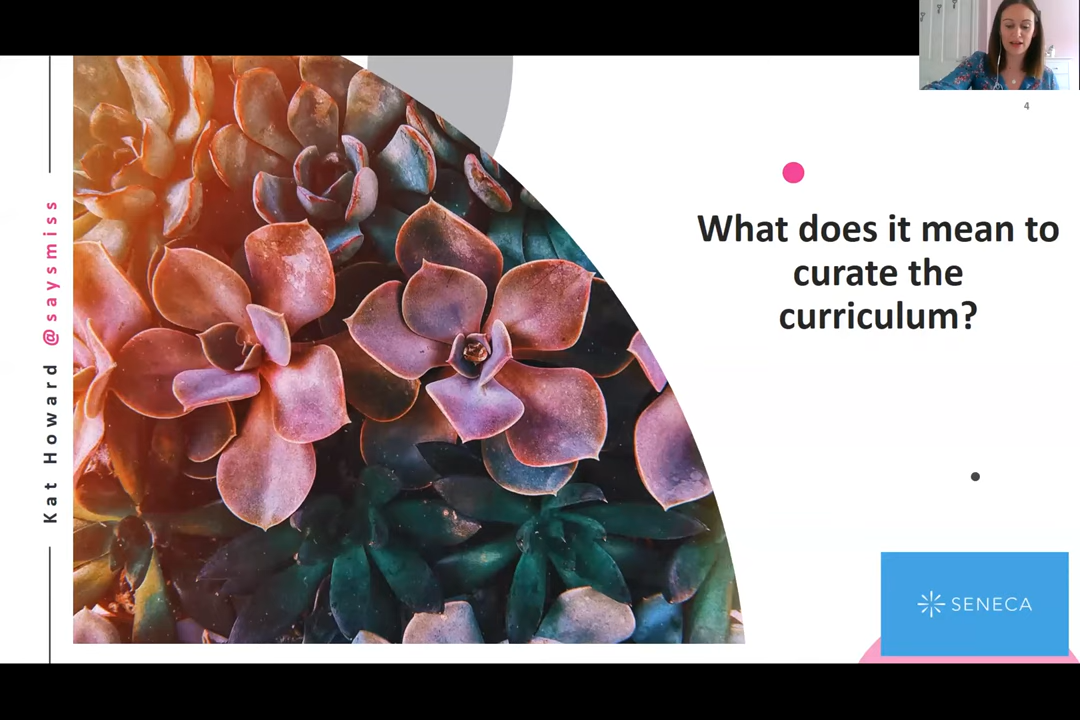 4
What does it mean to
curate the
curriculum?
Kat Howard @saysmiss
SENECA